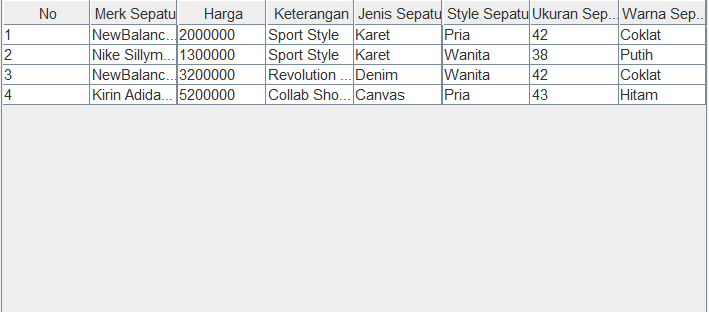 No Merk Sepatu Harga Keterangan Jenis Sepatu Style Sepatu Ukuran Sep... Warna Sep...
1 NewBalanc... 2000000 Sport Style Karet Pria 42 Coklat
2 Nike Sillym... 1300000 Sport Style Karet Wanita 38 Putih
3 NewBalanc... 3200000 Revolution ... Denim Wanita 42 Coklat
4 Kirin Adida... 5200000 Collab Sho... Canvas Pria 43 Hitam